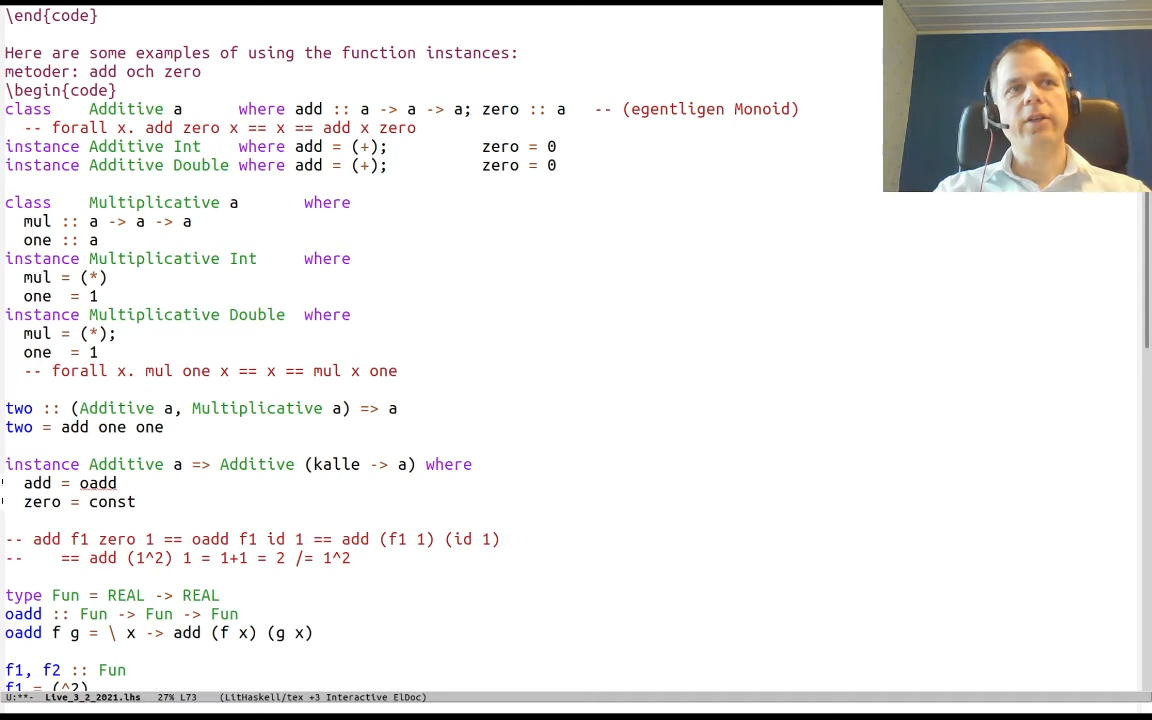 \end{code}
Here are some examples of using the function instances:
metoder: add och zero
\begin{code}
class    Additive a      where add :: a -> a -> a; zero :: a   -- (egentligen Monoid)
  -- forall x. add zero x == x == add x zero
instance Additive Int    where add = (+);          zero = 0
instance Additive Double where add = (+);          zero = 0
class    Multiplicative a       where
  mul :: a -> a -> a
  one :: a
instance Multiplicative Int     where
  mul = (*)
  one  = 1
instance Multiplicative Double  where
  mul = (*);
  one  = 1
  -- forall x. mul one x == x == mul x one
two :: (Additive a, Multiplicative a) => a
two = add one one
instance Additive a => Additive (kalle -> a) where
  add = oadd
  zero = const
-- add f1 zero 1 == oadd f1 id 1 == add (f1 1) (id 1)
--    == add (1^2) 1 = 1+1 = 2 /= 1^2
type Fun = REAL -> REAL
oadd :: Fun -> Fun -> Fun
oadd f g = \ x -> add (f x) (g x)
f1, f2 :: Fun
f1 = (^2)
U:**-  Live_3_2_2021.lhs   27% L73    (LitHaskell/tex +3 Interactive ElDoc)